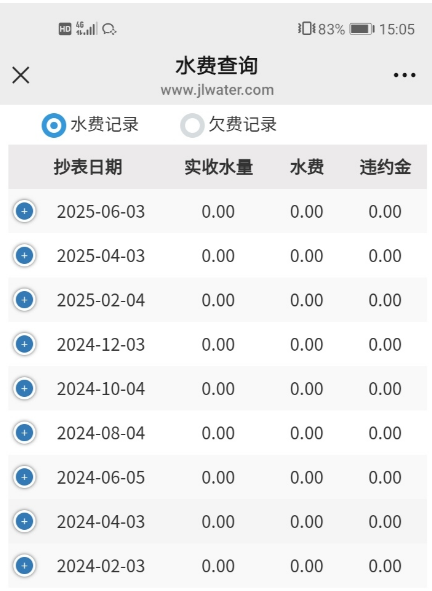 HD 4G 83% 15:05
水费查询
www.jlwater.com
水费记录 欠费记录
抄表日期 实收水量 水费 违约金
2025-06-03 0.00 0.00 0.00
2025-04-03 0.00 0.00 0.00
2025-02-04 0.00 0.00 0.00
2024-12-03 0.00 0.00 0.00
2024-10-04 0.00 0.00 0.00
2024-08-04 0.00 0.00 0.00
2024-06-05 0.00 0.00 0.00
2024-04-03 0.00 0.00 0.00
2024-02-03 0.00 0.00 0.00